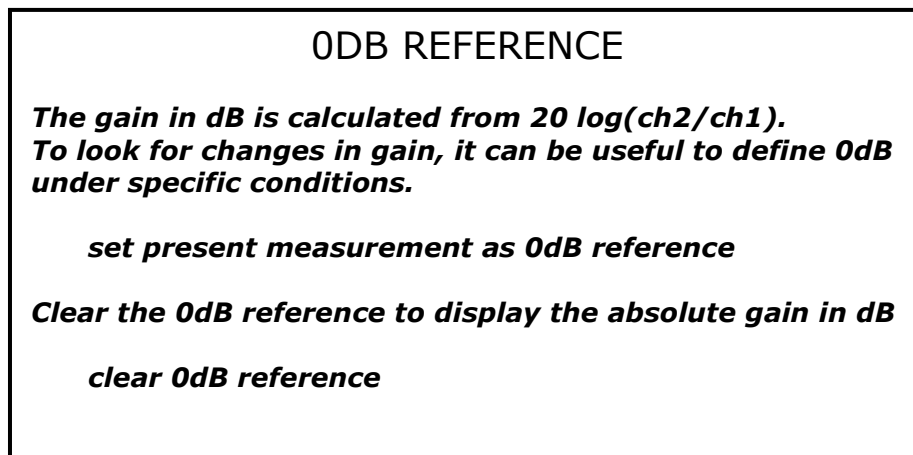 0DB REFERENCE
The gain in dB is calculated from 20 log(ch2/ch1).
To look for changes in gain, it can be useful to define 0dB
under specific conditions.
set present measurement as 0dB reference
Clear the 0dB reference to display the absolute gain in dB
clear 0dB reference